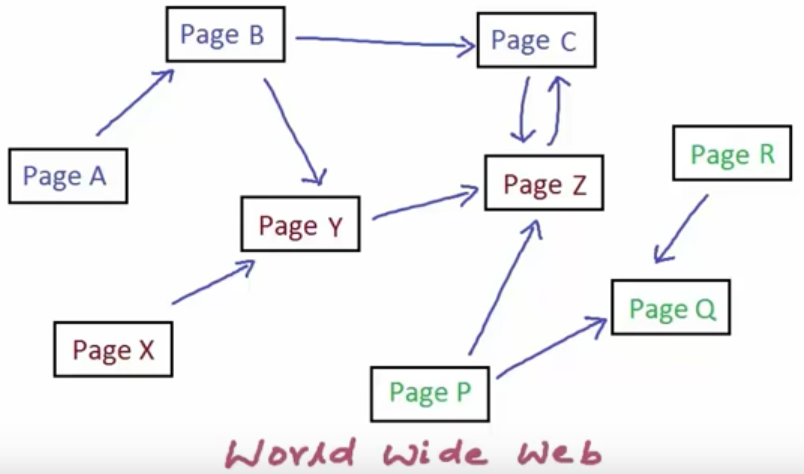 Page B
Page C
Page A
Page R
Page Z
Page Y
Page Q
Page X
Page P
World Wide Web